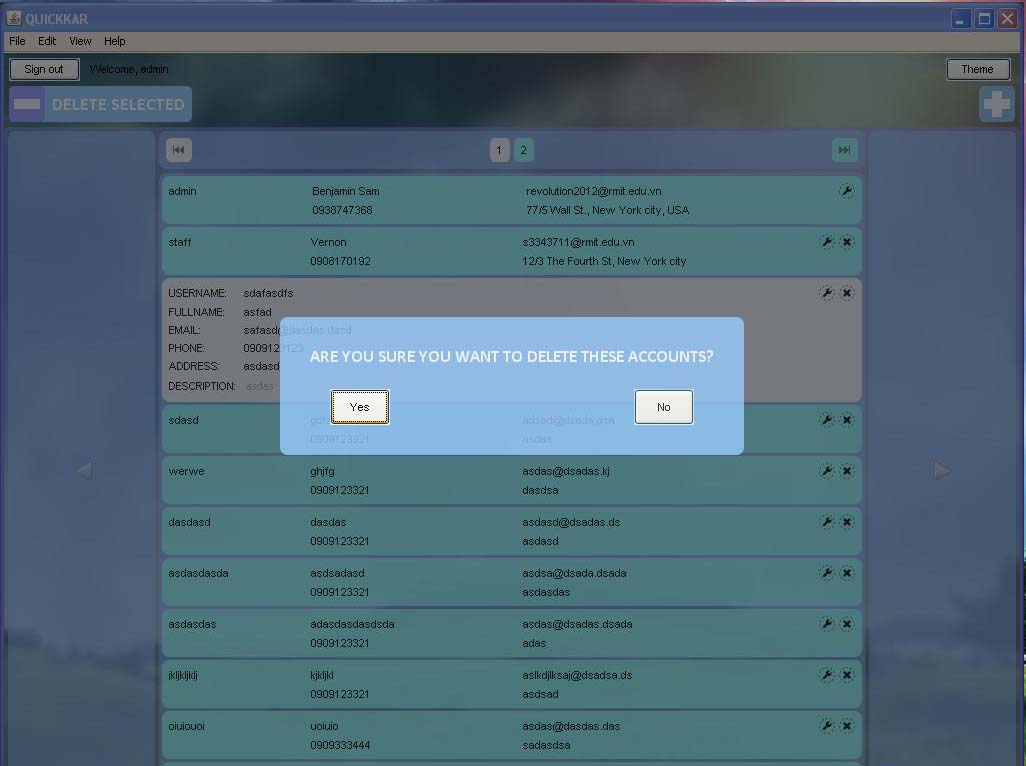 QUICKKAR
File Edit View Help
Sign out Welcome, admin Theme
DELETE SELECTED
1 2
admin Benjamin Sam revolution2012@rmit.edu.vn
0938747368 77/5 Wall St., New York city, USA
staff Vernon s3343711@rmit.edu.vn
0908170192 12/3 The Fourth St, New York city
USERNAME: sdafasdfs
FULLNAME: asfad
EMAIL: safasd@dasdas.dasd
PHONE: 0909123123
ADDRESS: asdasd
DESCRIPTION: asdas
ARE YOU SURE YOU WANT TO DELETE THESE ACCOUNTS?
Yes No
sdasd adsad@dsada.dsa
0909123321 asdas
werwe ghjfg asdas@dsadas.kj
0909123321 dasdsa
dasdasd dasdas asdasd@dsadas.ds
0909123321 asdasd
asdasdasda asdsadasd asdsa@dsada.dsada
0909123321 asdasdas
asdasdas adasdasdasdsda asdas@dsadas.dsada
0909123321 adas
jkljkljklj kjkljkl aslkdjlksaj@dsadsa.ds
0909123321 asdsad
oiuiouoi uoiuio asdas@dasdas.das
0909333444 sadasdsa